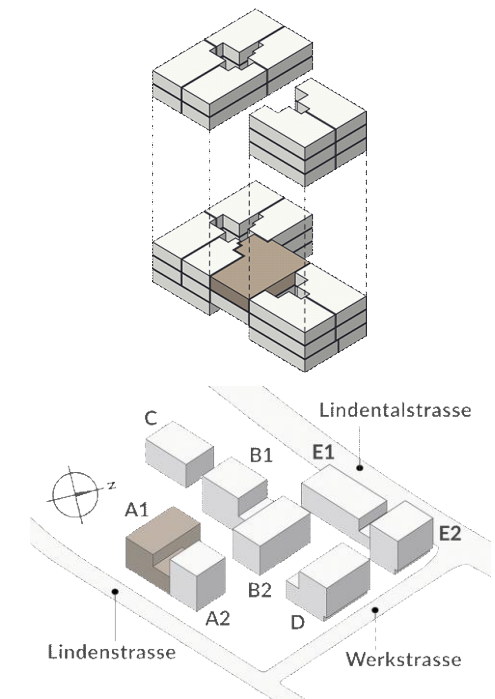 Lindentalstrasse
C
B1
E1
N
A1
E2
B2
A2
D
Lindenstrasse
Werkstrasse